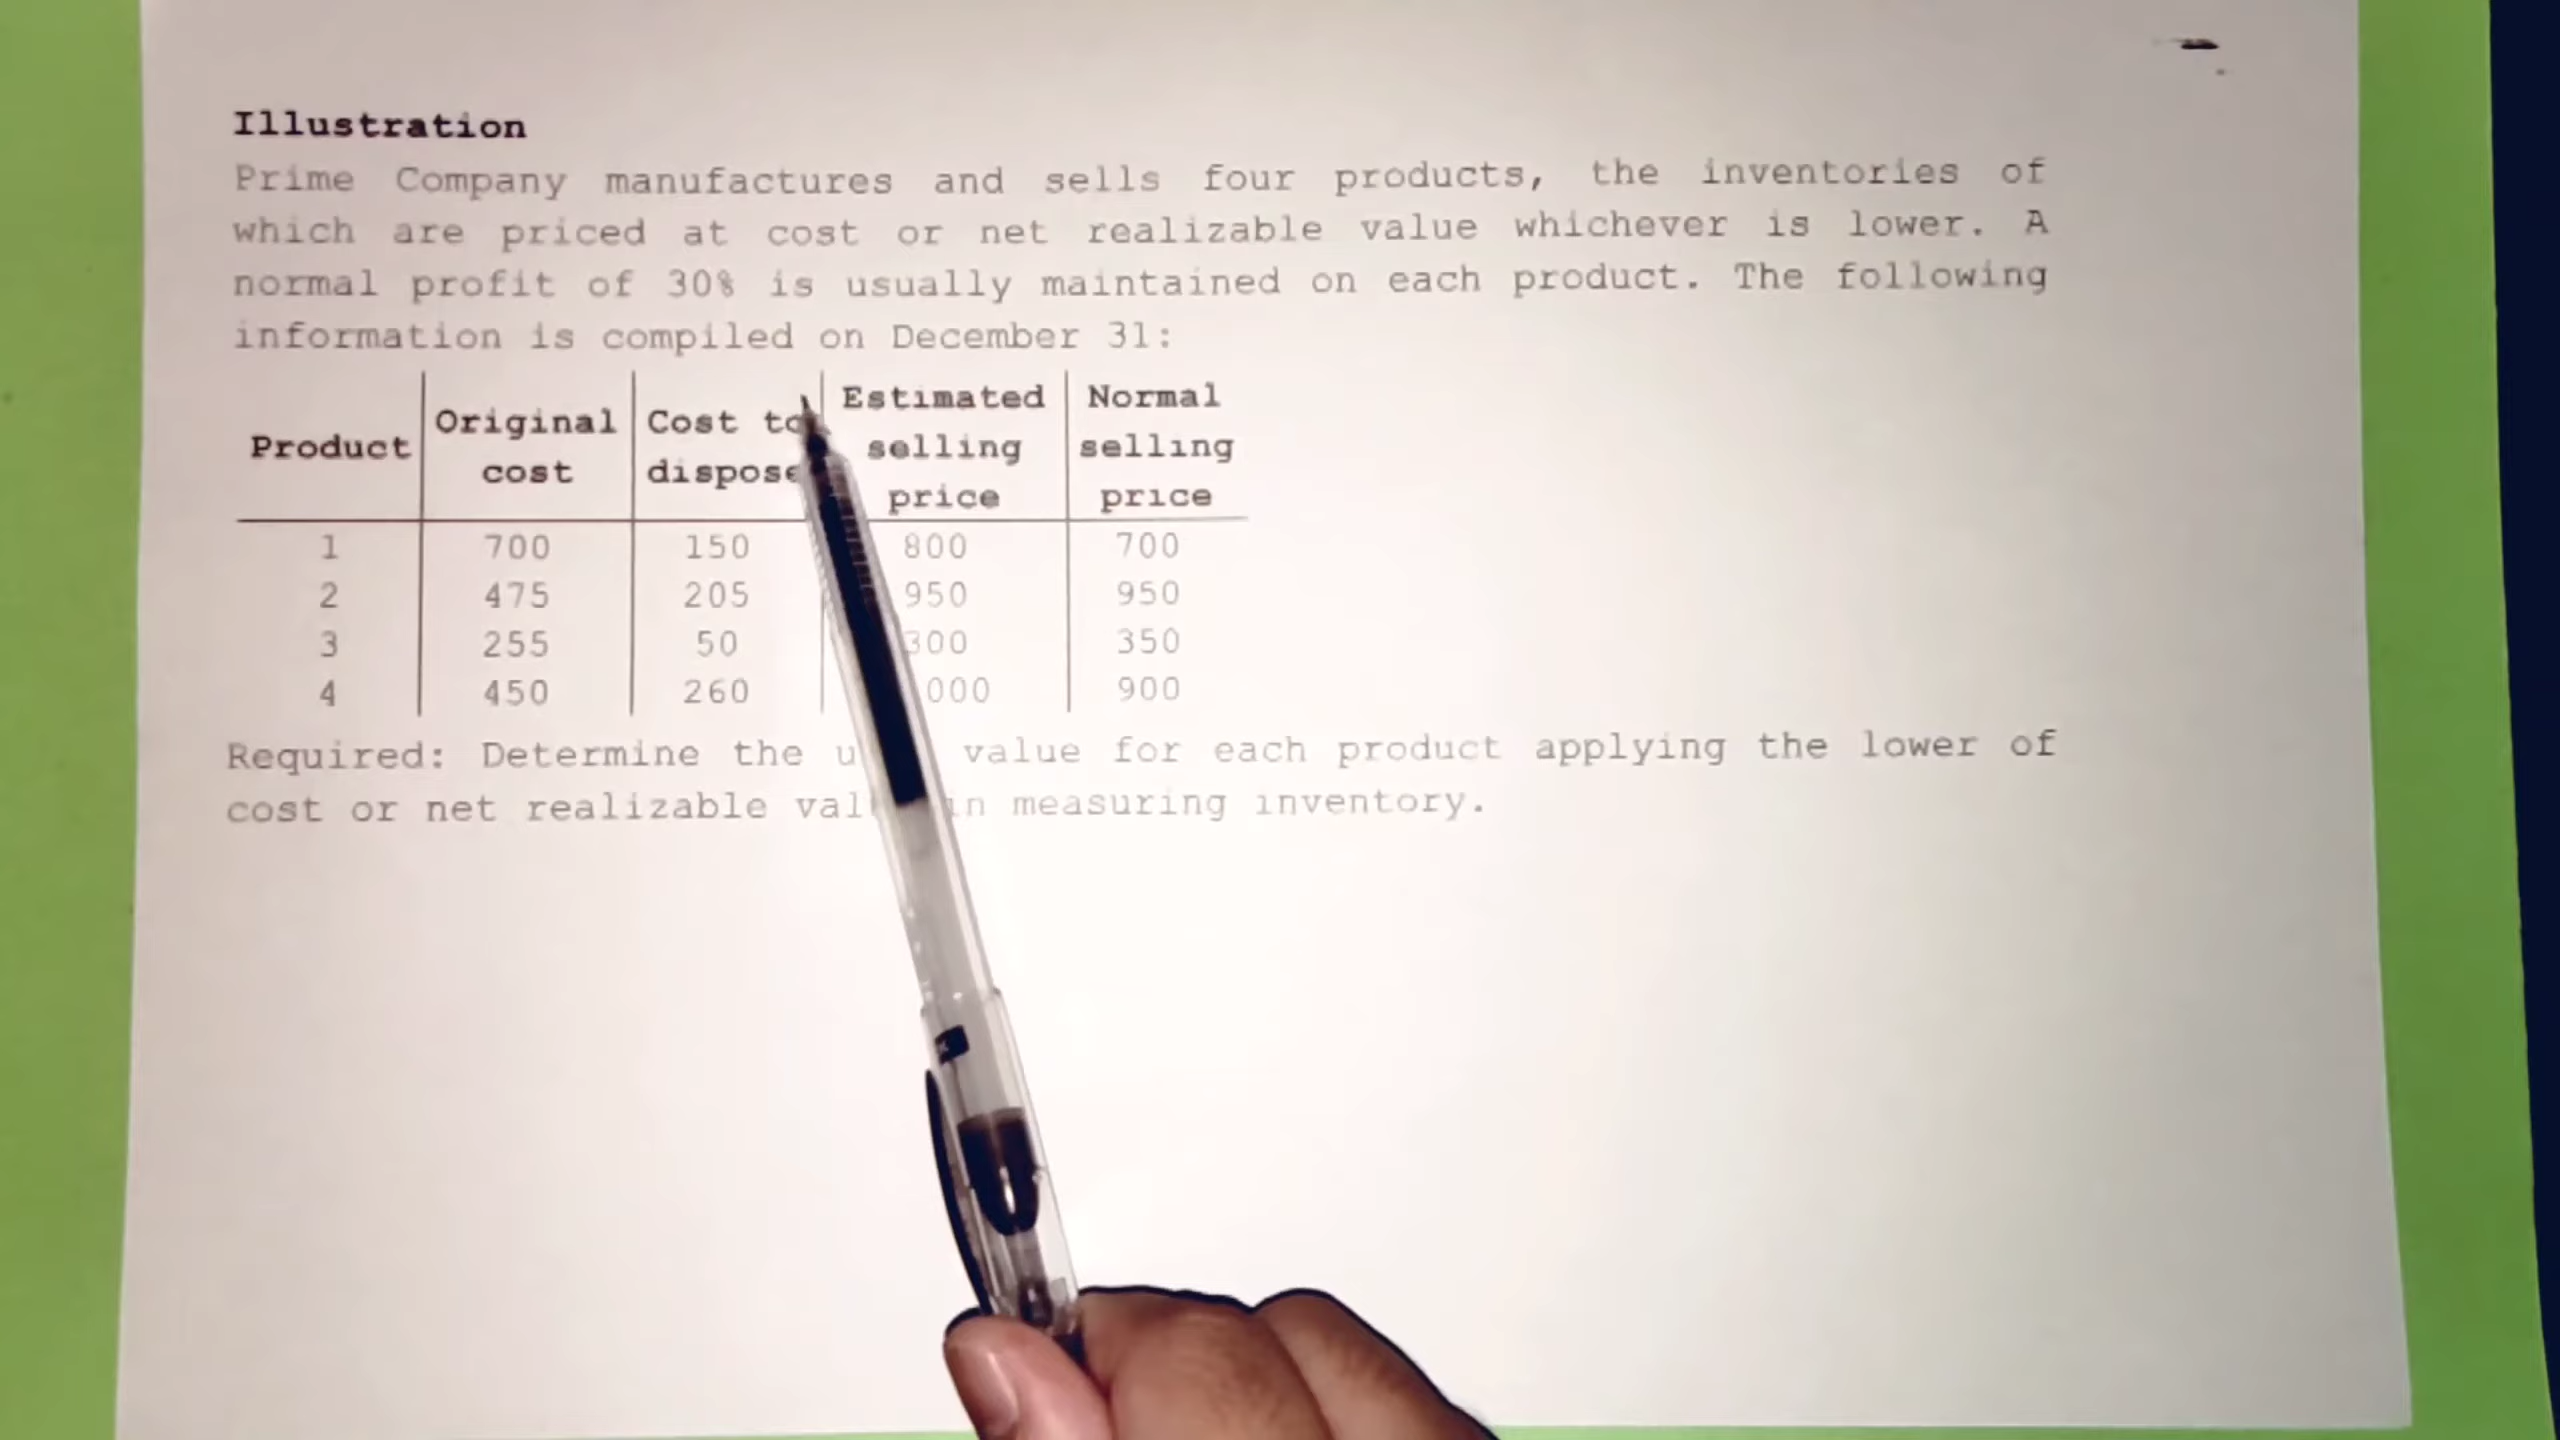 Illustration
Prime Company manufactures and sells four products, the inventories of
which are priced at cost or net realizable value whichever is lower. A
normal profit of 30% is usually maintained on each product. The following
information is compiled on December 31:
Product Original cost Cost to dispose Estimated selling price Normal selling price
1 700 150 800 700
2 475 205 950 950
3 255 50 300 350
4 450 260 000 900
Required: Determine the value for each product applying the lower of
cost or net realizable in measuring inventory.